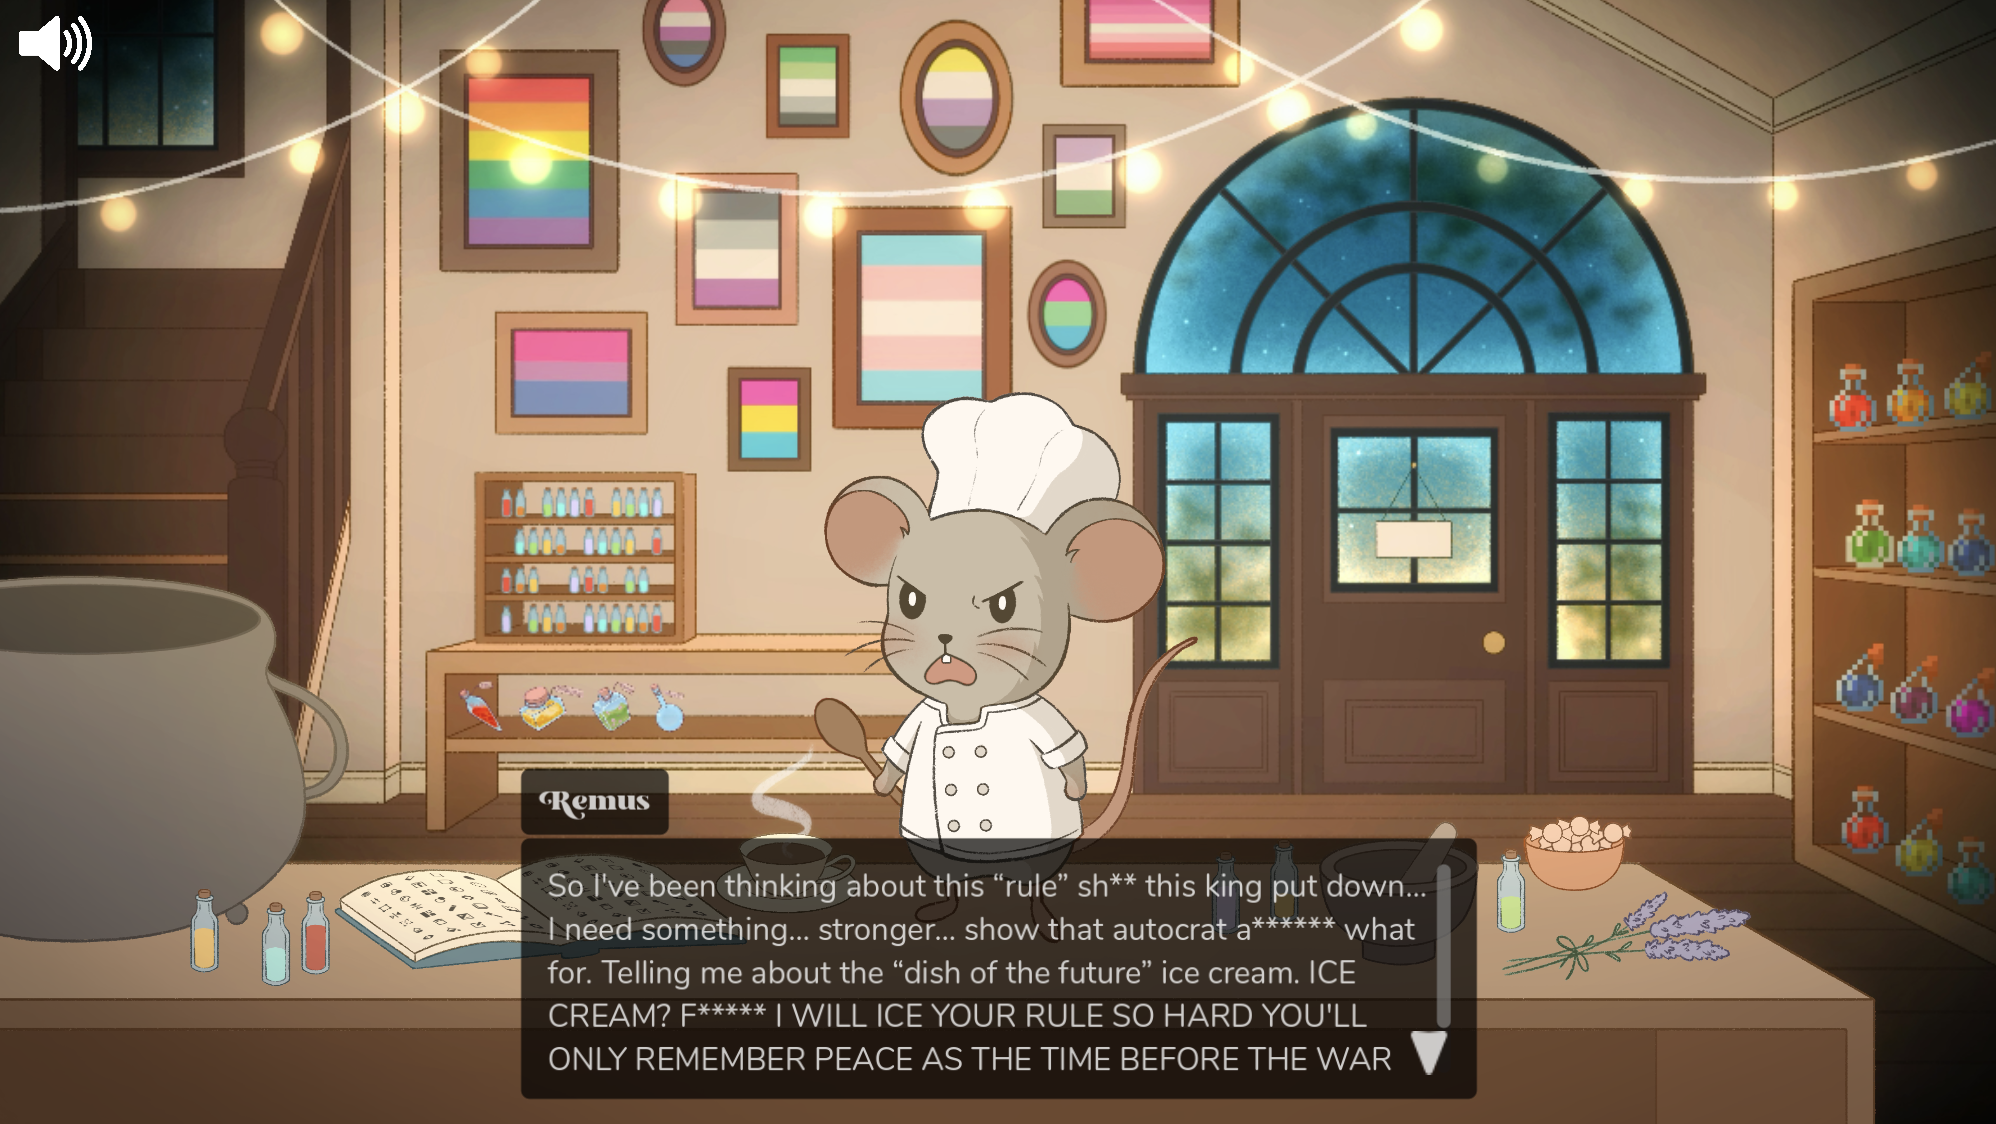 Remus
So I've been thinking about this “rule” sh** this king put down...
I need something... stronger... show that autocrat a****** what
for. Telling me about the “dish of the future” ice cream. ICE
CREAM? F***** I WILL ICE YOUR RULE SO HARD YOU'LL
ONLY REMEMBER PEACE AS THE TIME BEFORE THE WAR